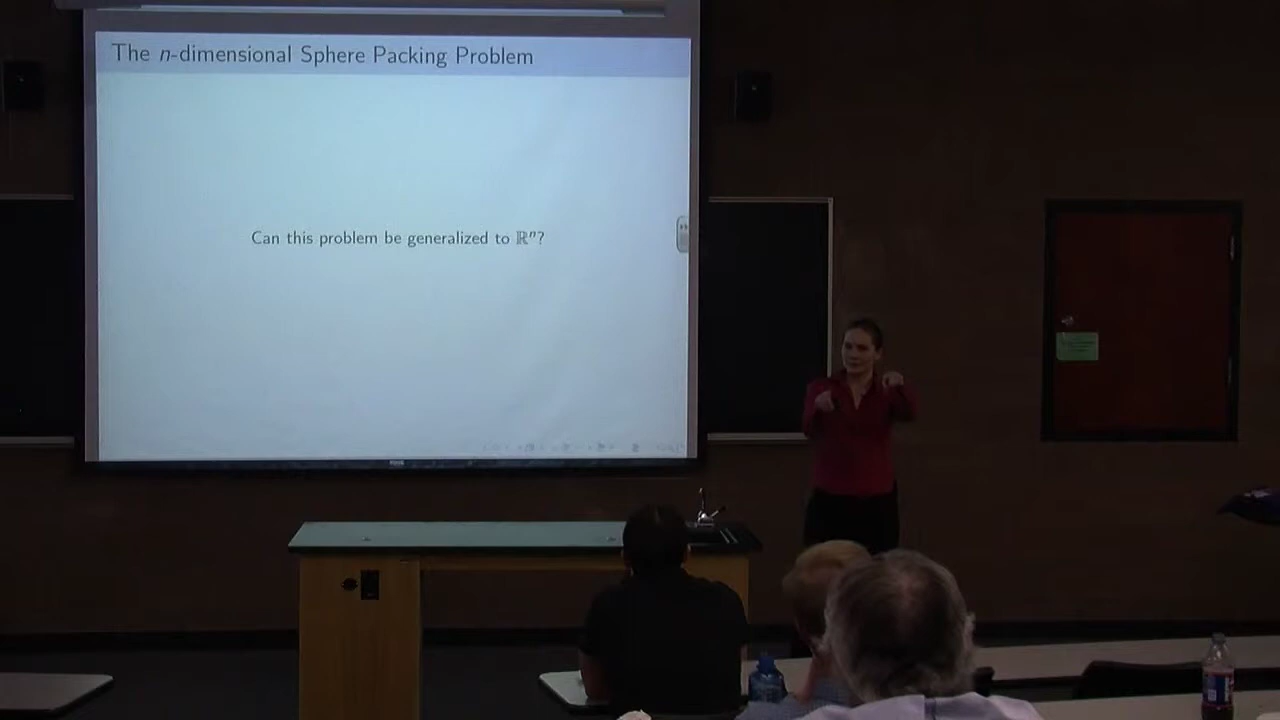 The n-dimensional Sphere Packing Problem
Can this problem be generalized to ℝⁿ?